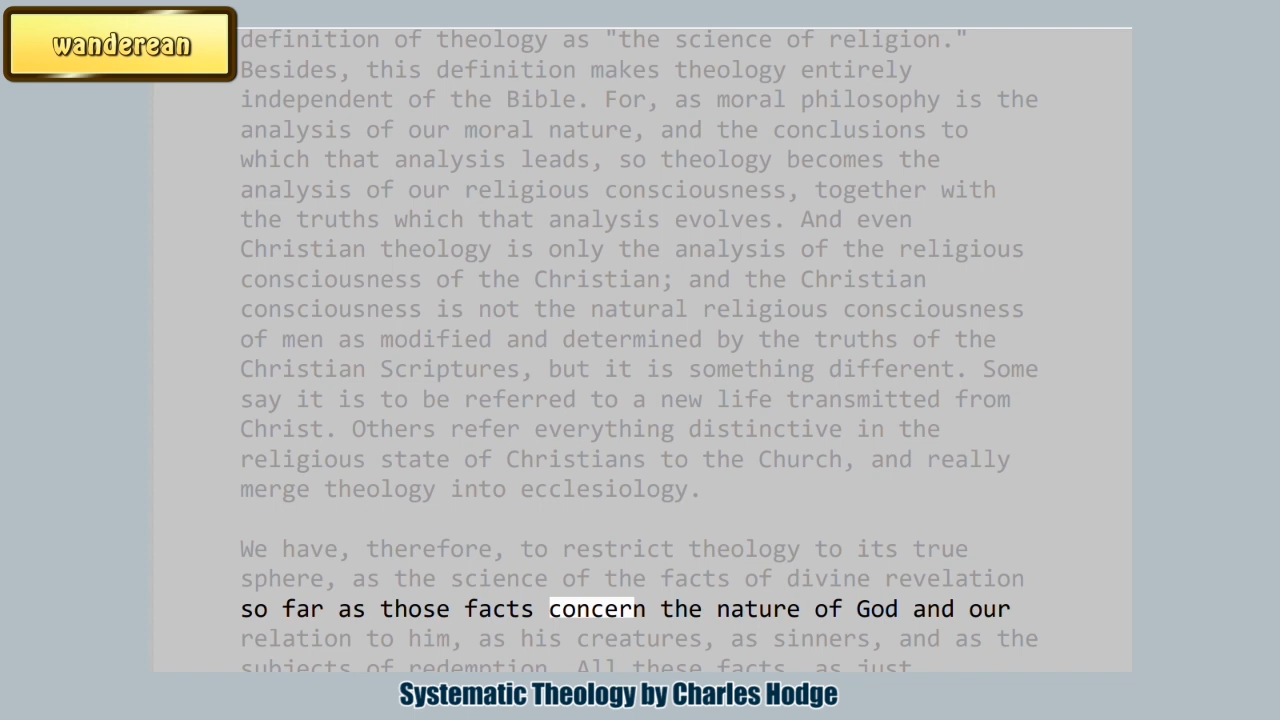 wanderean
definition of theology as "the science of religion."
Besides, this definition makes theology entirely
independent of the Bible. For, as moral philosophy is the
analysis of our moral nature, and the conclusions to
which that analysis leads, so theology becomes the
analysis of our religious consciousness, together with
the truths which that analysis evolves. And even
Christian theology is only the analysis of the religious
consciousness of the Christian; and the Christian
consciousness is not the natural religious consciousness
of men as modified and determined by the truths of the
Christian Scriptures, but it is something different. Some
say it is to be referred to a new life transmitted from
Christ. Others refer everything distinctive in the
religious state of Christians to the Church, and really
merge theology into ecclesiology.
We have, therefore, to restrict theology to its true
sphere, as the science of the facts of divine revelation
so far as those facts concern the nature of God and our
relation to him, as his creatures, as sinners, and as the
subjects of redemption. All these facts, as just
Systematic Theology by Charles Hodge